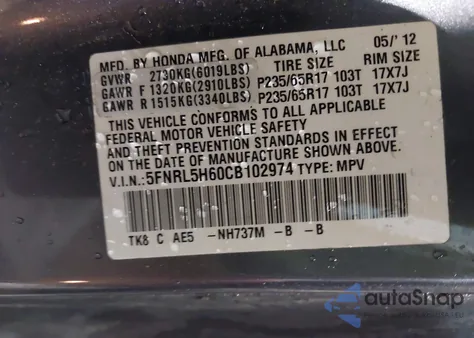 MFD. BY HONDA MFG. OF ALABAMA, LLC 05/'12
GVWR 2730KG(6019LBS) TIRE SIZE RIM SIZE
GAWR F 1320KG(2910LBS) P235/65R17 103T 17X7J
GAWR R 1515KG(3340LBS) P235/65R17 103T 17X7J
THIS VEHICLE CONFORMS TO ALL APPLICABLE
FEDERAL MOTOR VEHICLE SAFETY
AND THEFT PREVENTION STANDARDS IN EFFECT
ON THE DATE OF MANUFACTURE SHOWN ABOVE.
V.I.N.: 5FNRL5H60CB102974 TYPE: MPV
TK8 C AE5 -NH737M -B -B
autoSnap